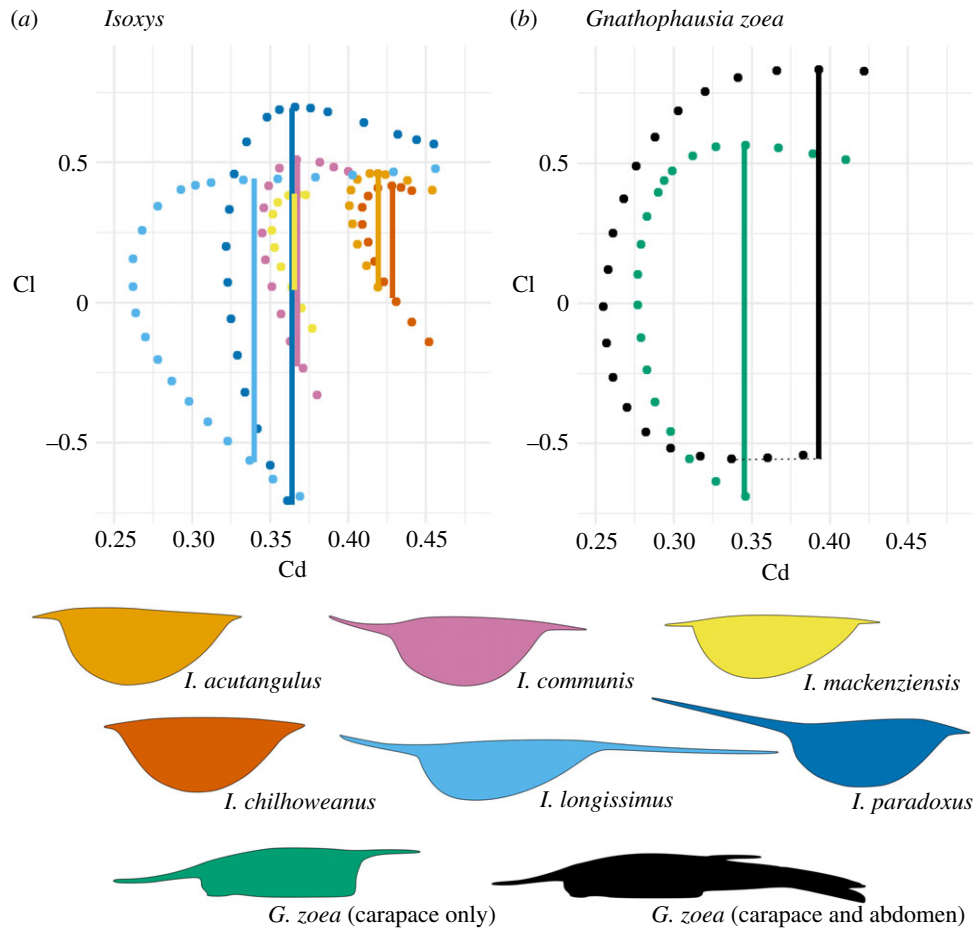 (a) Isoxys
(b) Gnathophausia zoea
0.5
0
–0.5
Cl
0.25 0.30 0.35 0.40 0.45
Cd
0.5
0
–0.5
Cl
0.25 0.30 0.35 0.40 0.45
Cd
I. acutangulus
I. communis
I. mackenziensis
I. chilhoweanus
I. longissimus
I. paradoxus
G. zoea (carapace only)
G. zoea (carapace and abdomen)